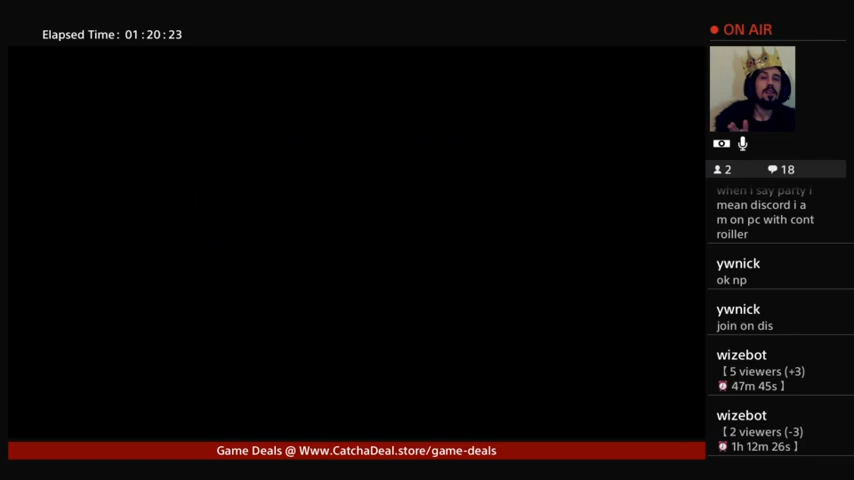 Elapsed Time: 01:20:23
ON AIR
2 18
when i say party i
mean discord i a
m on pc with cont
roiller
ywnick
ok np
ywnick
join on dis
wizebot
[ 5 viewers (+3)
47m 45s ]
wizebot
[ 2 viewers (-3)
1h 12m 26s ]
Game Deals @ Www.CatchaDeal.store/game-deals